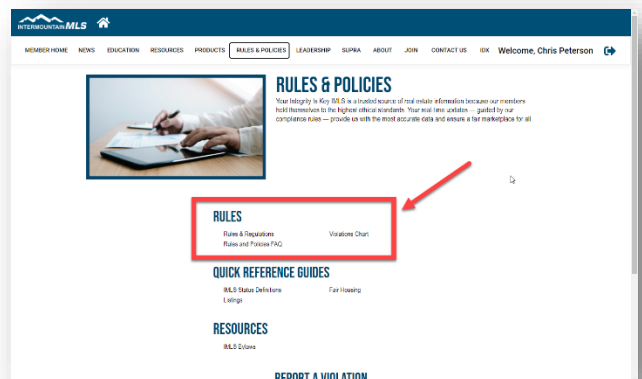 INTERMOUNTAIN MLS
MEMBER HOME NEWS EDUCATION RESOURCES PRODUCTS RULES & POLICIES LEADERSHIP SUPRA ABOUT JOIN CONTACT US IDX Welcome, Chris Peterson
RULES & POLICIES
Your Integrity Is Key IMLS is a trusted source of real estate information because our members
hold themselves to the highest ethical standards. Your real-time updates — guided by our
compliance rules — provide us with the most accurate data and ensure a fair marketplace for all
RULES
Rules & Regulations Violations Chart
Rules and Policies FAQ
QUICK REFERENCE GUIDES
IMLS Status Definitions Fair Housing
Listings
RESOURCES
IMLS Bylaws
REPORT A VIOLATION